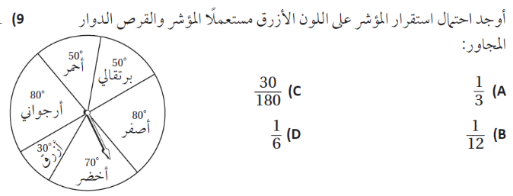 9) أوجد احتمال استقرار المؤشر على اللون الأزرق مستعملًا المؤشر والقرص الدوار
المجاور:
A) 1/3
C) 30/180
B) 1/12
D) 1/6
50°
أحمر
50°
برتقالي
80°
أرجواني
80°
أصفر
30°
أزرق
70°
أخضر